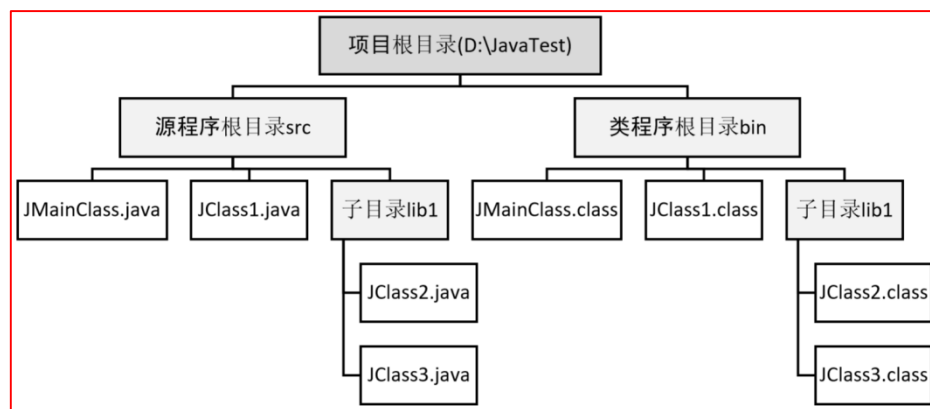 项目根目录(D:\JavaTest)
源程序根目录src
类程序根目录bin
JMainClass.java
JClass1.java
子目录lib1
JMainClass.class
JClass1.class
子目录lib1
JClass2.java
JClass2.class
JClass3.java
JClass3.class